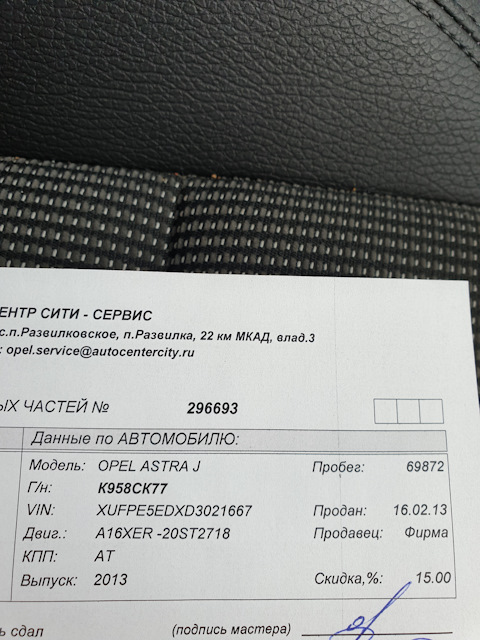 ЕНТР СИТИ - СЕРВИС
с.п.Развилковское, п.Развилка, 22 км МКАД, влад.3
: opel.service@autocentercity.ru
ЫХ ЧАСТЕЙ № 296693
Данные по АВТОМОБИЛЮ:
Модель: OPEL ASTRA J Пробег: 69872
Г/н: К958СК77
VIN: XUFPE5EDXD3021667 Продан: 16.02.13
Двиг.: A16XER -20ST2718 Продавец: Фирма
КПП: AT
Выпуск: 2013 Скидка,%: 15.00
ь сдал (подпись мастера)